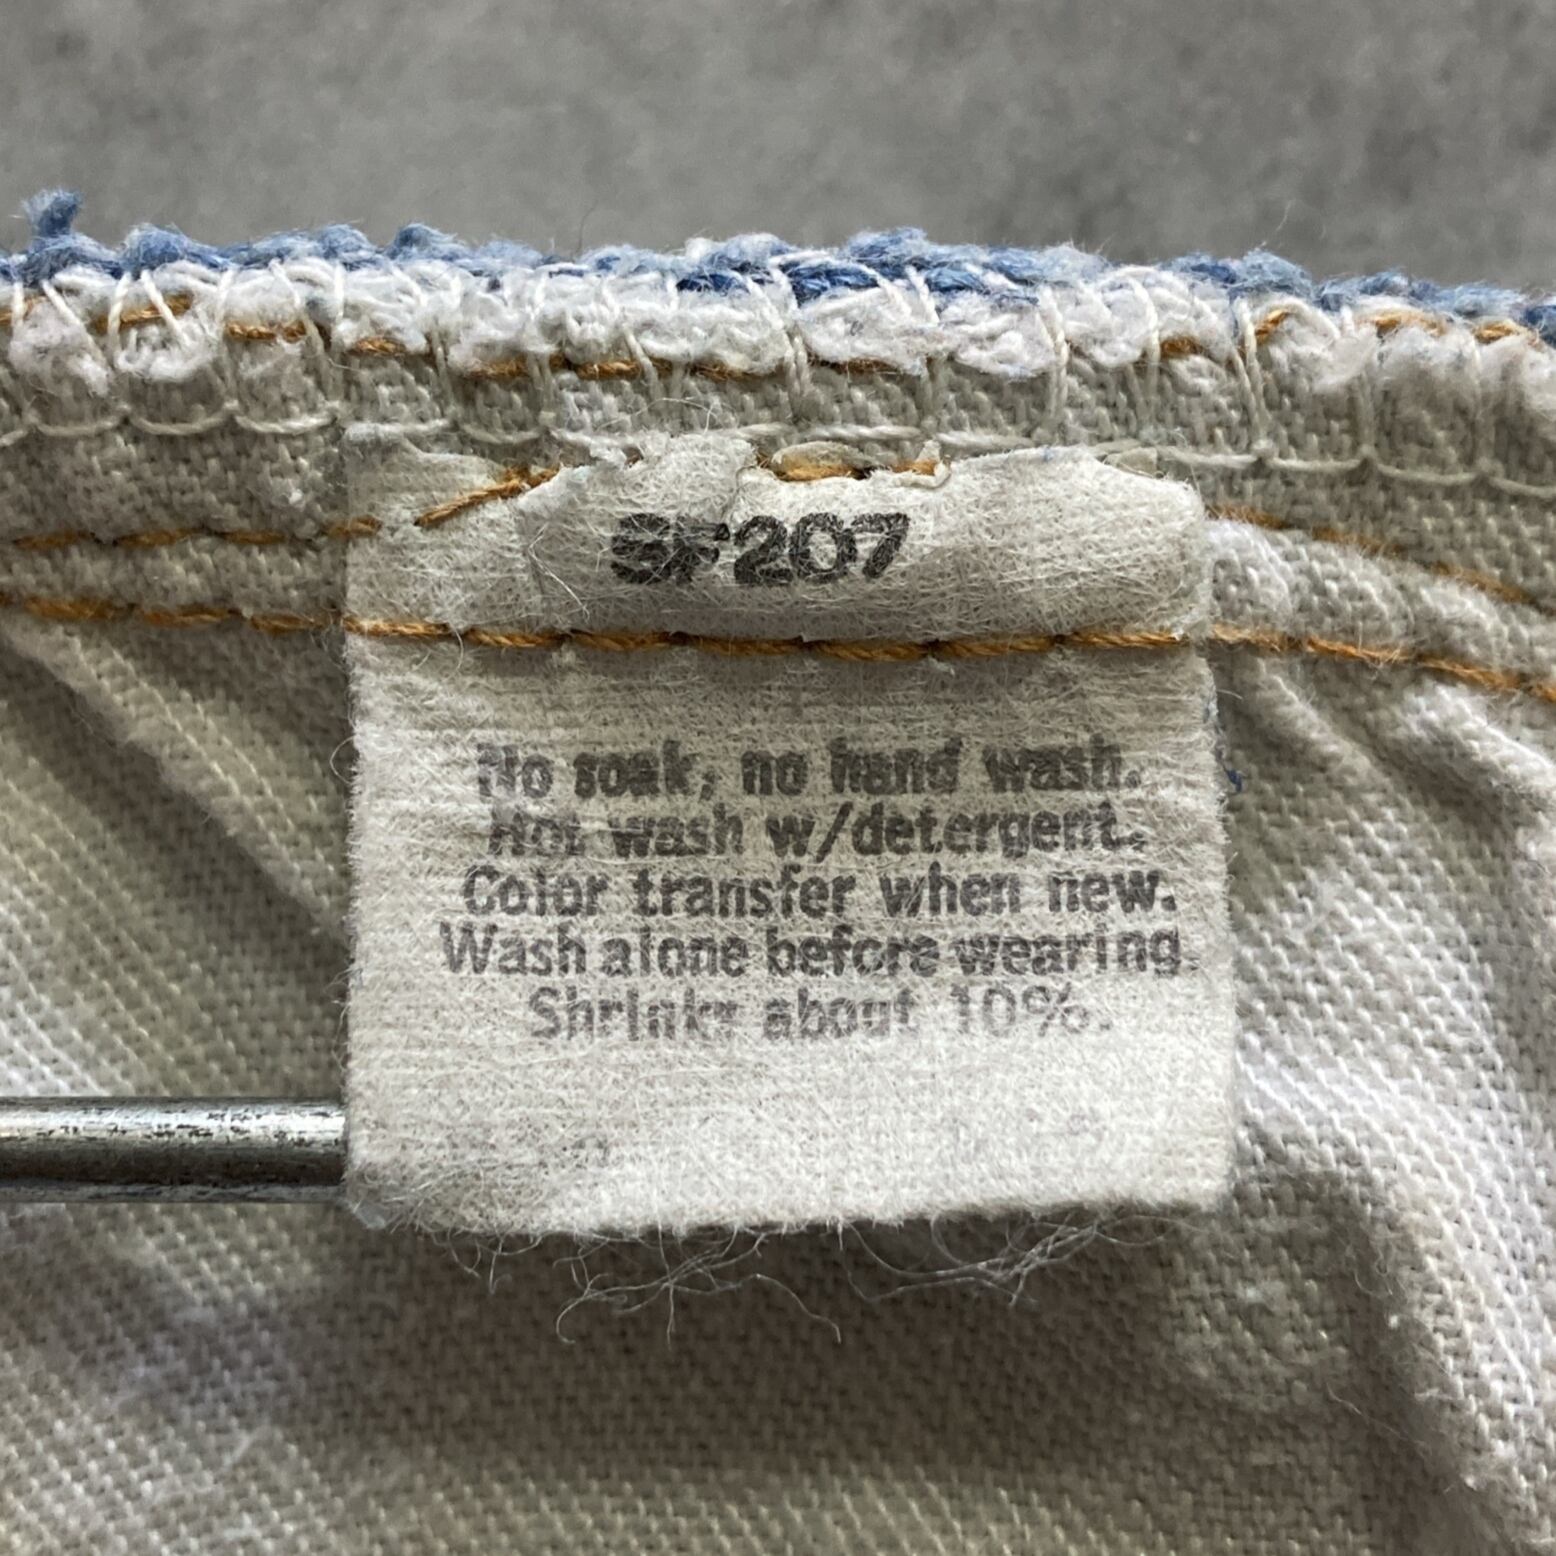 SF207
No soak, no hand wash.
Hot wash w/detergent.
Color transfer when new.
Wash alone before wearing.
Shrinks about 10%.